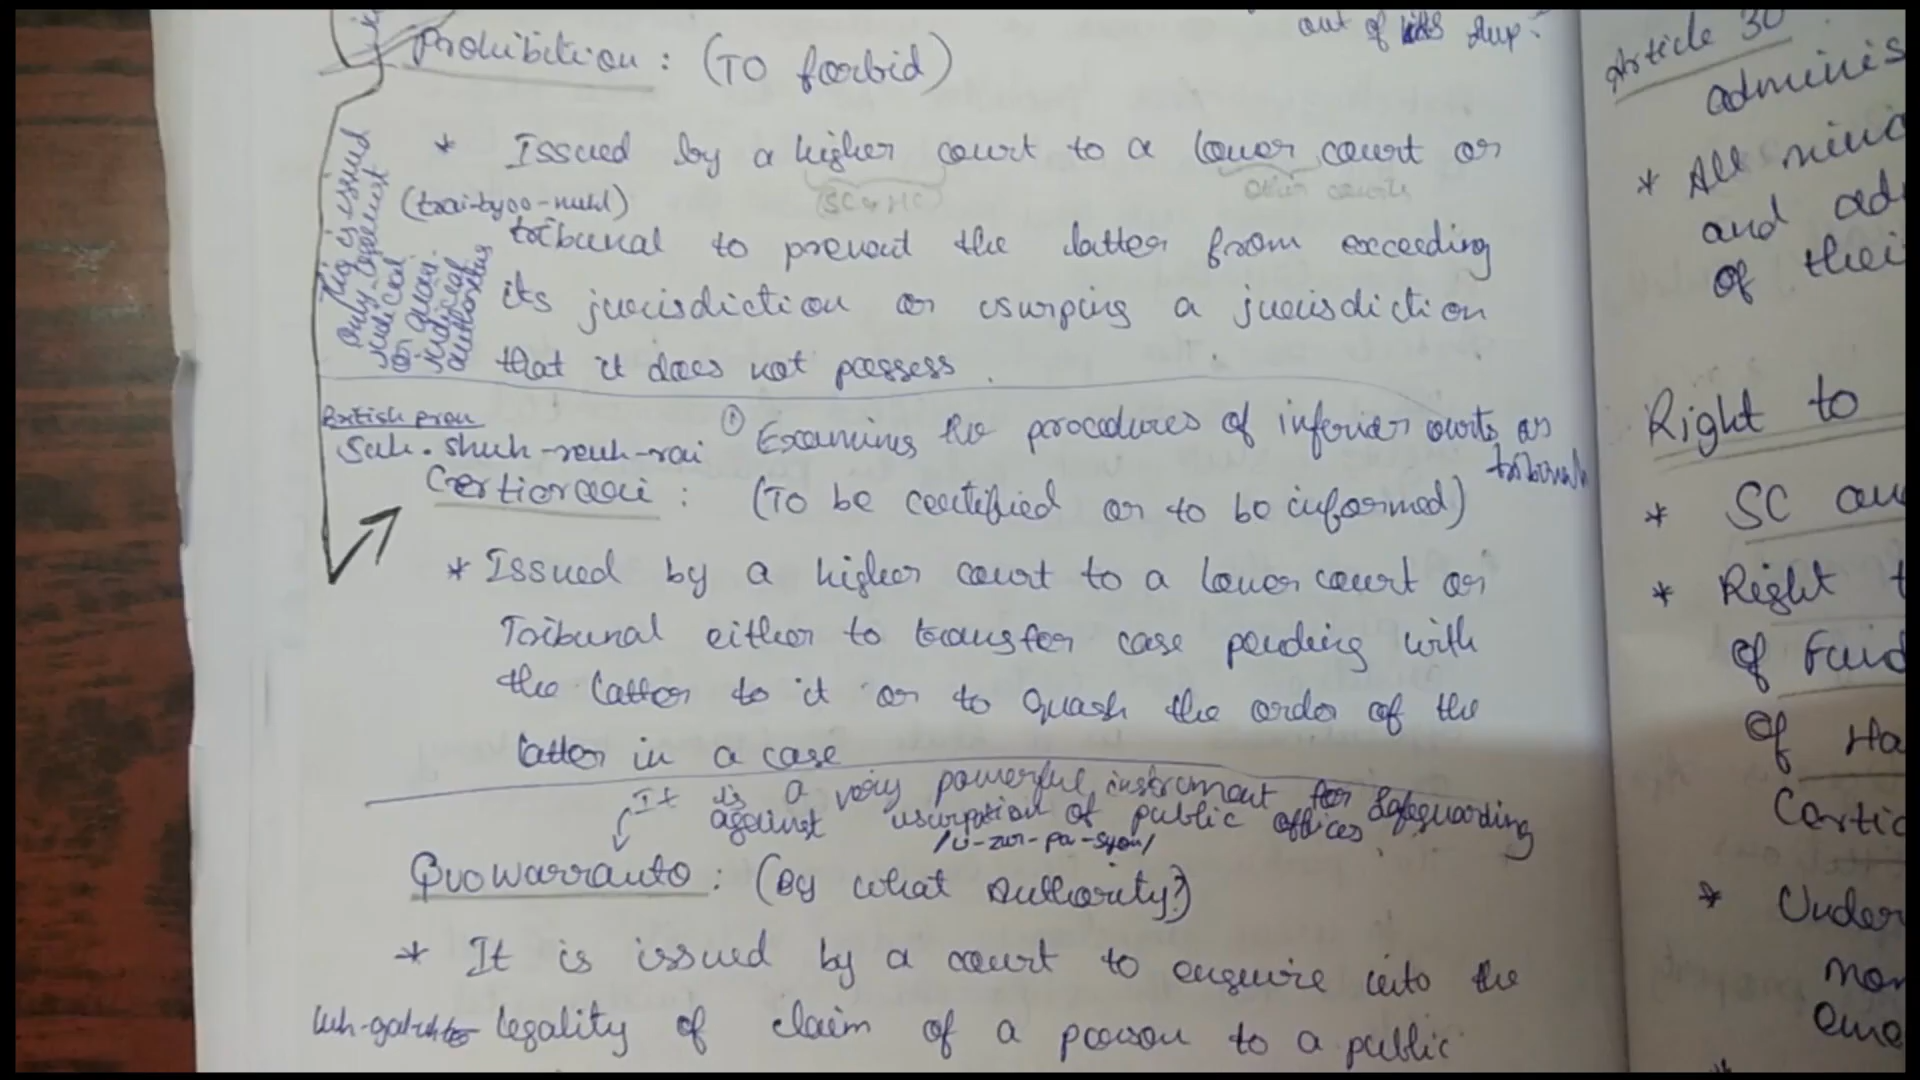 out of his
Prohibition : (To forbid)
This is issued
only against
judicial
or quasi-
judicial
authorities
* Issued by a higher court to a lower court or
(SC & HC) other courts
(trai-byoo-nuhl)
tribunal to prevent the latter from exceeding
its jurisdiction or usurping a jurisdiction
that it does not possess.
British pron
① Examines the procedures of inferior courts or
tribunals
Suh.shuh-reuh-rai
Certiorari : (To be certified or to be informed)
* Issued by a higher court to a lower court or
Tribunal either to transfer case pending with
the latter to it or to quash the order of the
latter in a case
It is a very powerful instrument for safeguarding
against usurpation of public offices.
/u-zur-pa-syon/
Quowarranto : (By what Authority?)
* It is issued by a court to enquire into the
legality of claim of a person to a public
Article 30
adminis
* All mino
and ad
of thei
Right to
* SC
* Right t
of Fund
of Ha
Certio
* Under